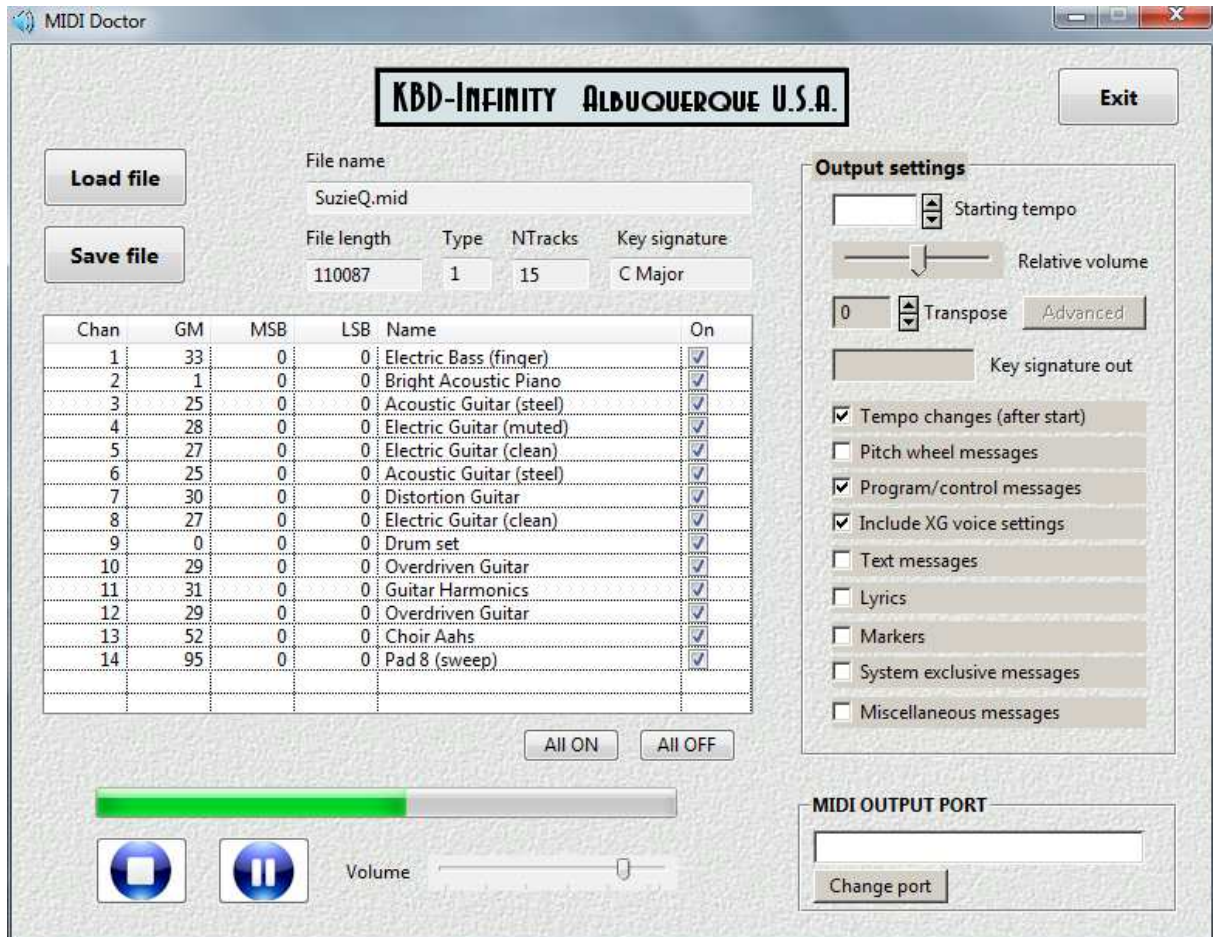 MIDI Doctor
KBD-INFINITY ALBUQUERQUE U.S.A.
Exit
Load file
Save file
File name
SuzieQ.mid
File length Type NTracks Key signature
110087 1 15 C Major
Chan GM MSB LSB Name On
1 33 0 0 Electric Bass (finger)
2 1 0 0 Bright Acoustic Piano
3 25 0 0 Acoustic Guitar (steel)
4 28 0 0 Electric Guitar (muted)
5 27 0 0 Electric Guitar (clean)
6 25 0 0 Acoustic Guitar (steel)
7 30 0 0 Distortion Guitar
8 27 0 0 Electric Guitar (clean)
9 0 0 0 Drum set
10 29 0 0 Overdriven Guitar
11 31 0 0 Guitar Harmonics
12 29 0 0 Overdriven Guitar
13 52 0 0 Choir Aahs
14 95 0 0 Pad 8 (sweep)
All ON All OFF
Volume
Output settings
Starting tempo
Relative volume
0 Transpose Advanced
Key signature out
Tempo changes (after start)
Pitch wheel messages
Program/control messages
Include XG voice settings
Text messages
Lyrics
Markers
System exclusive messages
Miscellaneous messages
MIDI OUTPUT PORT
Change port